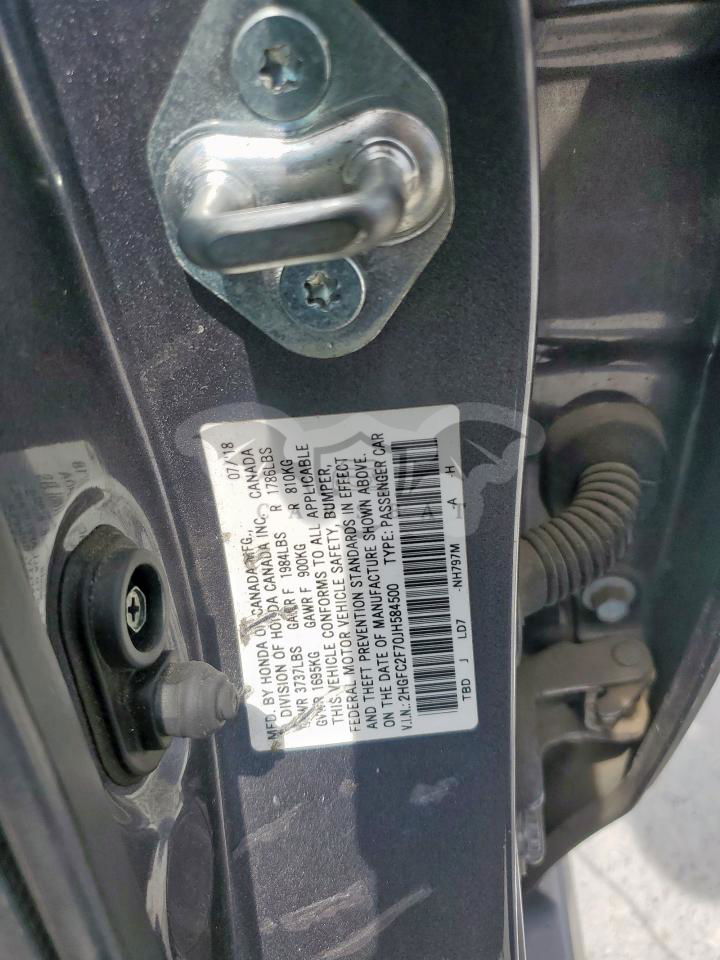 MFD. BY HONDA OF CANADA MFG., 07/18
A DIVISION OF HONDA CANADA INC. CANADA
GVWR 3737LBS GAWR F 1984LBS R 1786LBS
GVWR 1695KG GAWR F 900KG R 810KG
THIS VEHICLE CONFORMS TO ALL APPLICABLE
FEDERAL MOTOR VEHICLE SAFETY, BUMPER,
AND THEFT PREVENTION STANDARDS IN EFFECT
ON THE DATE OF MANUFACTURE SHOWN ABOVE.
V.I.N.: 2HGFC2F70JH584500 TYPE: PASSENGER CAR
TBD J LD7 -NH797M -A -H
A